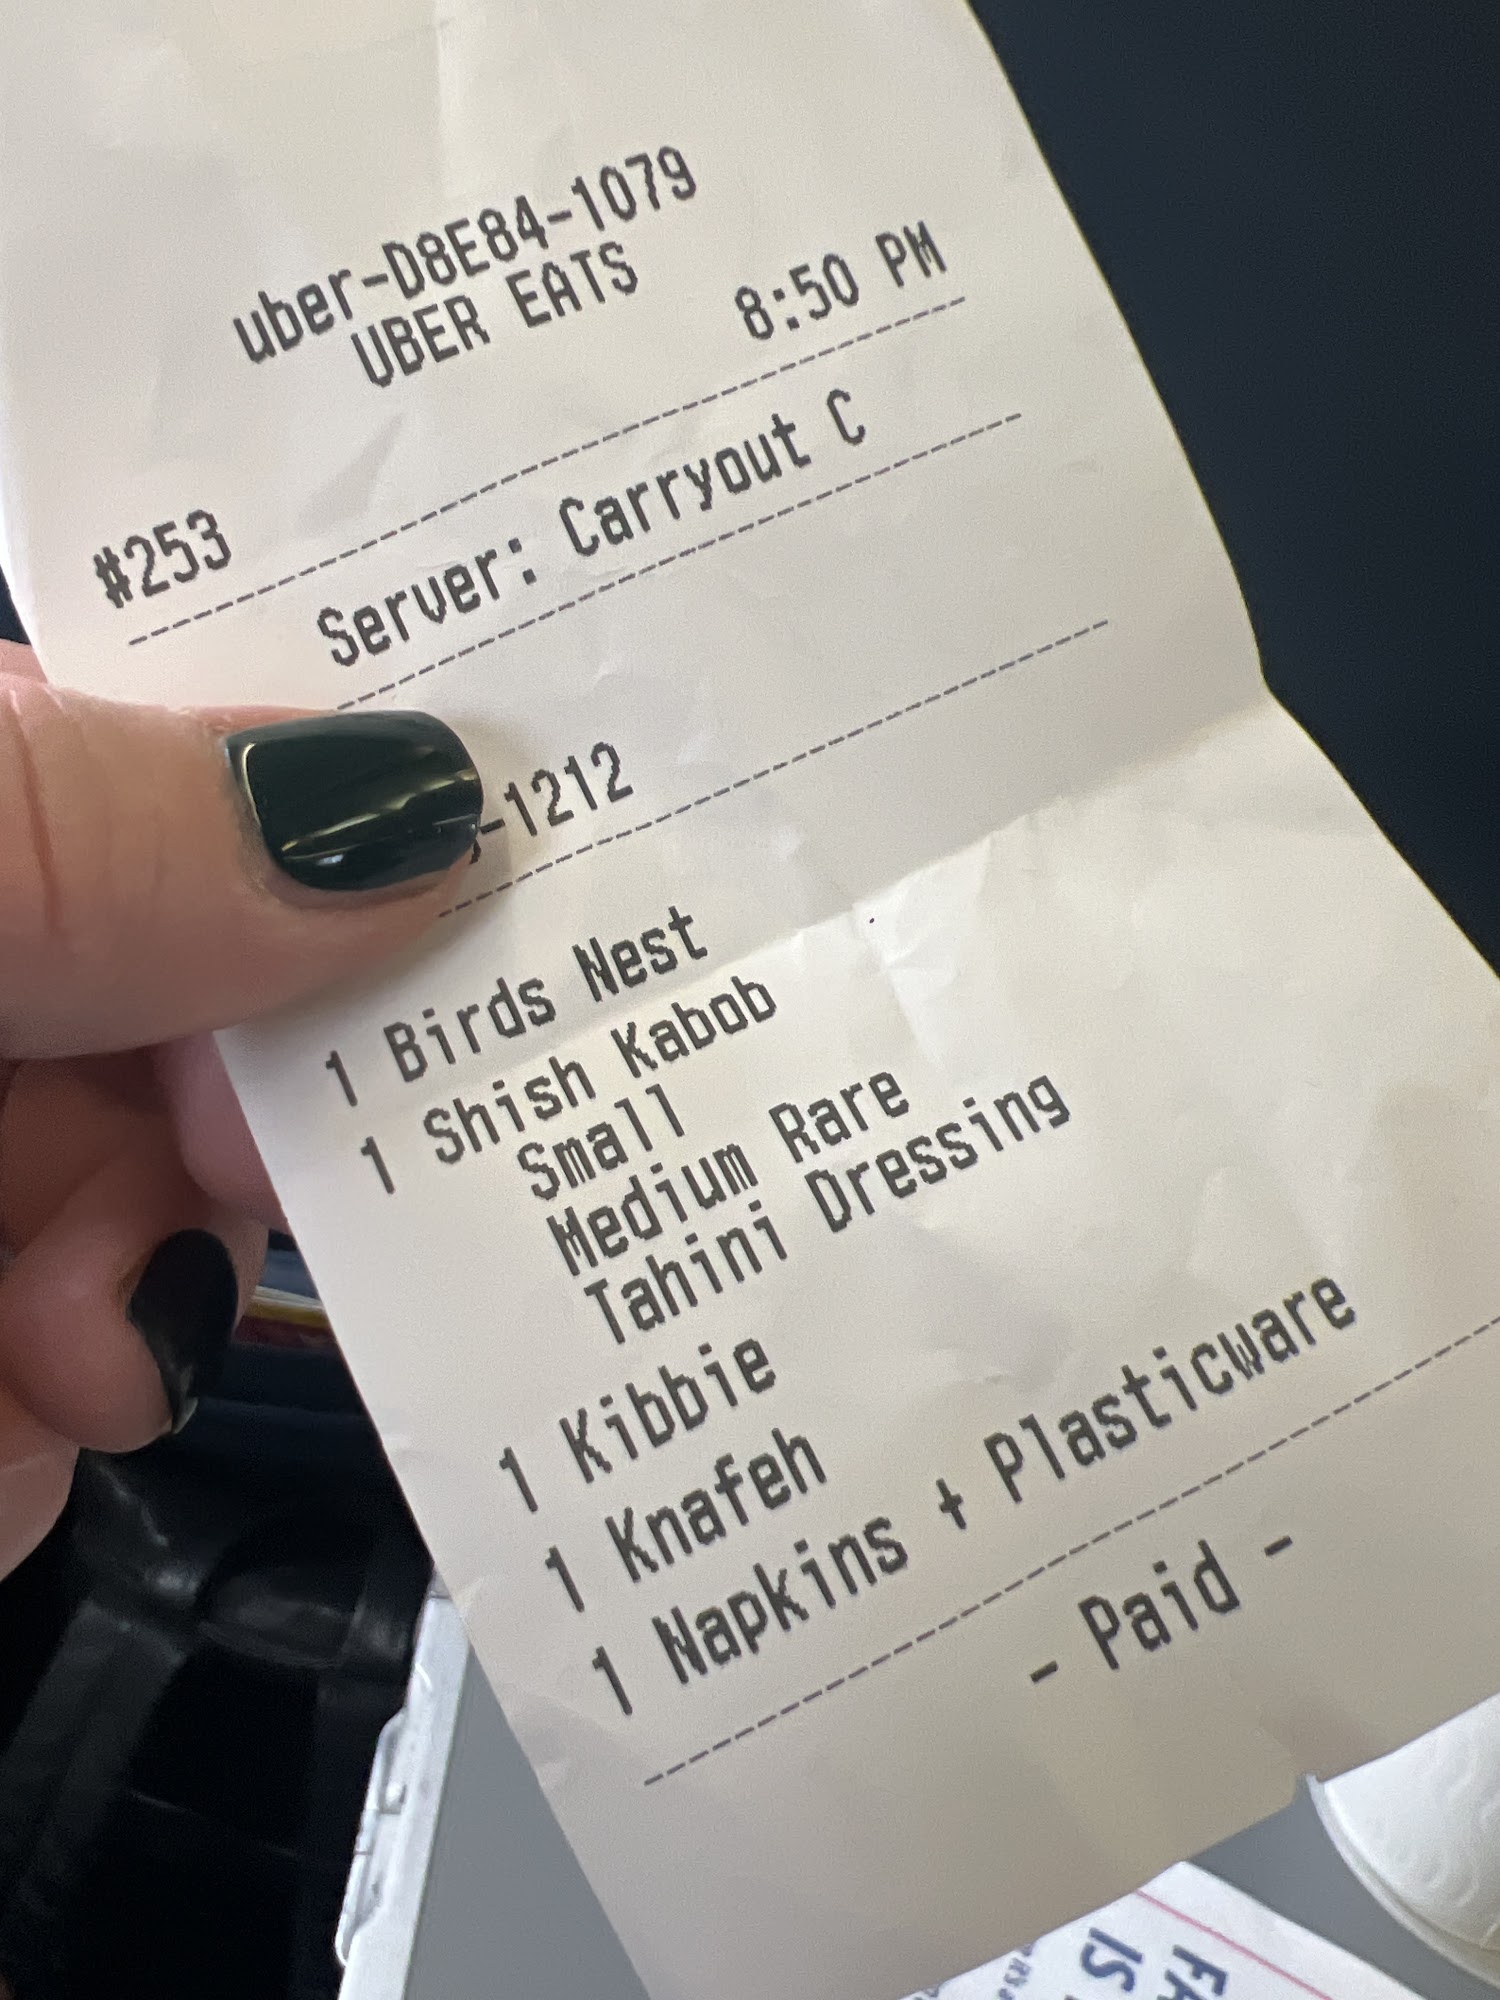 uber-D8E84-1079
UBER EATS
#253 8:50 PM
Server: Carryout C
-1212
1 Birds Nest
1 Shish Kabob
Small
Medium Rare
Tahini Dressing
1 Kibbie
1 Knafeh
1 Napkins + Plasticware
- Paid -
IS